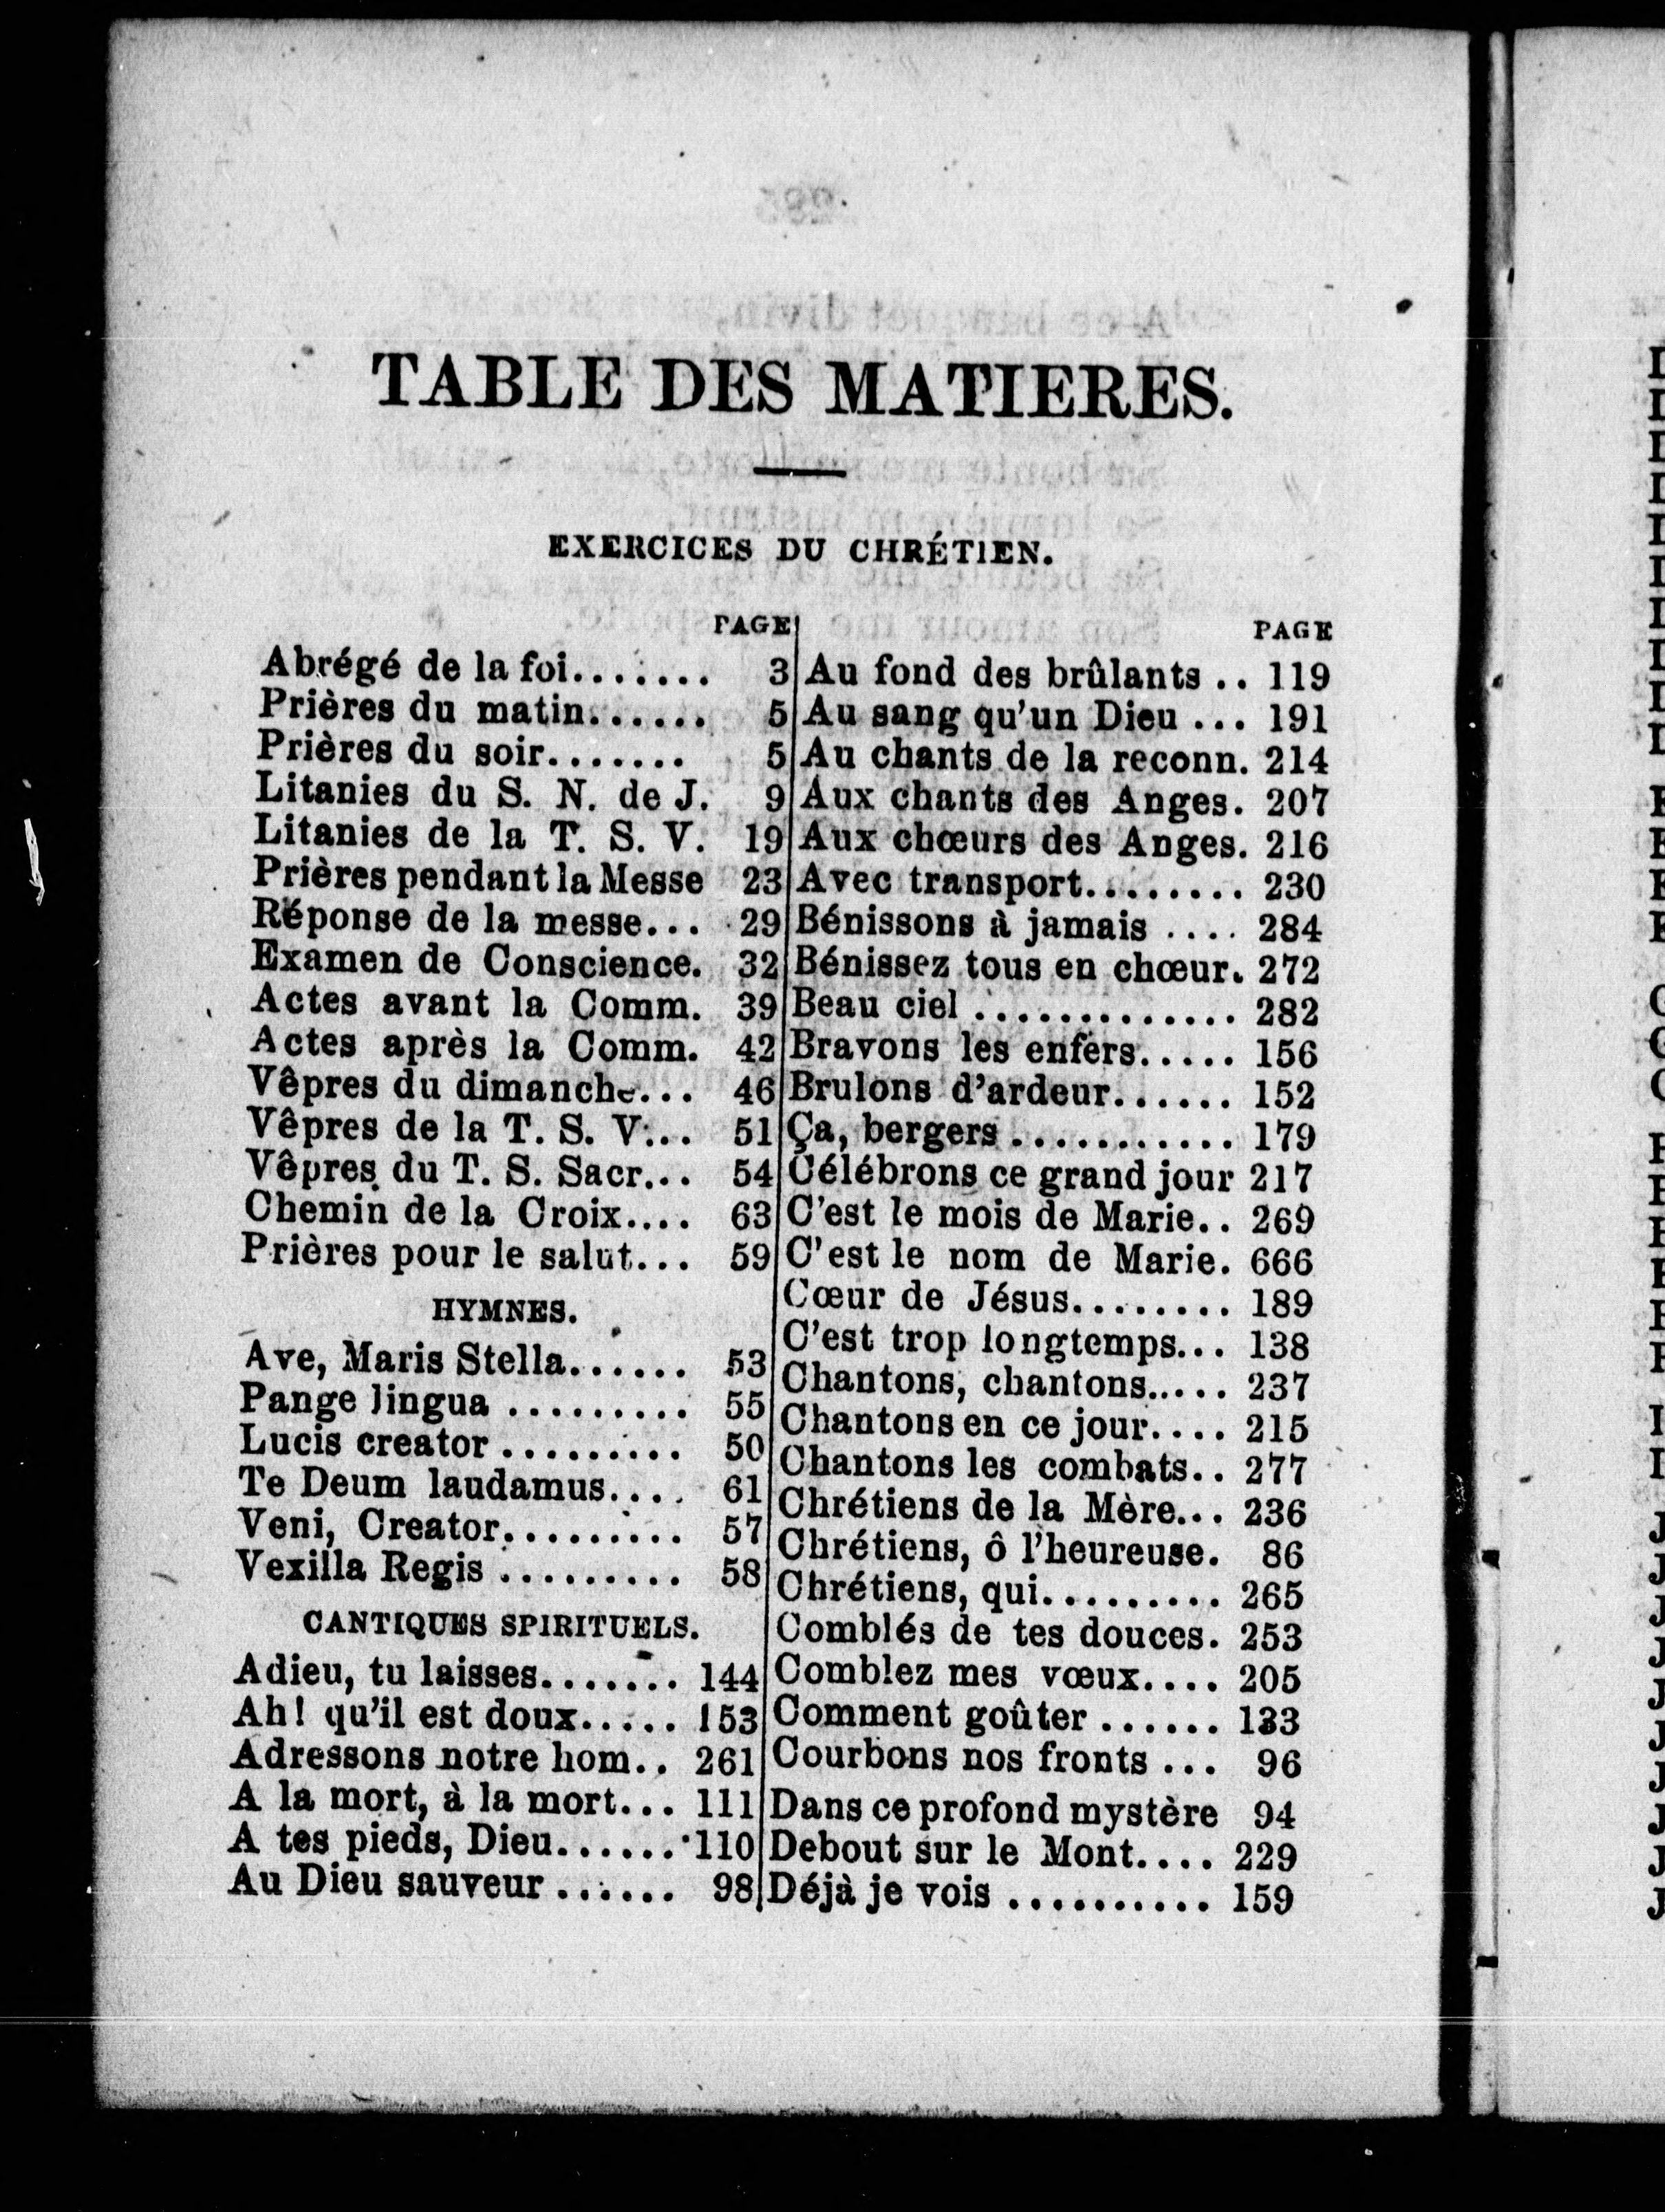 TABLE DES MATIERES.
EXERCICES DU CHRÉTIEN.
PAGE
Abrégé de la foi........ 3
Prières du matin...... 5
Prières du soir....... 5
Litanies du S. N. de J. 9
Litanies de la T. S. V. 19
Prières pendant la Messe 23
Réponse de la messe... 29
Examen de Conscience. 32
Actes avant la Comm. 39
Actes après la Comm. 42
Vêpres du dimanche... 46
Vêpres de la T. S. V... 51
Vêpres du T. S. Sacr... 54
Chemin de la Croix.... 63
Prières pour le salut... 59
HYMNES.
Ave, Maris Stella...... 53
Pange lingua ......... 55
Lucis creator ......... 50
Te Deum laudamus.... 61
Veni, Creator......... 57
Vexilla Regis ......... 58
CANTIQUES SPIRITUELS.
Adieu, tu laisses....... 144
Ah! qu'il est doux..... 153
Adressons notre hom.. 261
A la mort, à la mort... 111
A tes pieds, Dieu...... 110
Au Dieu sauveur ...... 98
PAGE
Au fond des brûlants .. 119
Au sang qu'un Dieu ... 191
Au chants de la reconn. 214
Aux chants des Anges. 207
Aux chœurs des Anges. 216
Avec transport........ 230
Bénissons à jamais .... 284
Bénissez tous en chœur. 272
Beau ciel ............. 282
Bravons les enfers..... 156
Brulons d'ardeur...... 152
Ça, bergers ........... 179
Célébrons ce grand jour 217
C'est le mois de Marie.. 269
C'est le nom de Marie. 666
Cœur de Jésus........ 189
C'est trop longtemps... 138
Chantons, chantons..... 237
Chantons en ce jour.... 215
Chantons les combats.. 277
Chrétiens de la Mère... 236
Chrétiens, ô l'heureuse. 86
Chrétiens, qui......... 265
Comblés de tes douces. 253
Comblez mes vœux.... 205
Comment goûter ...... 133
Courbons nos fronts ... 96
Dans ce profond mystère 94
Debout sur le Mont.... 229
Déjà je vois .......... 159